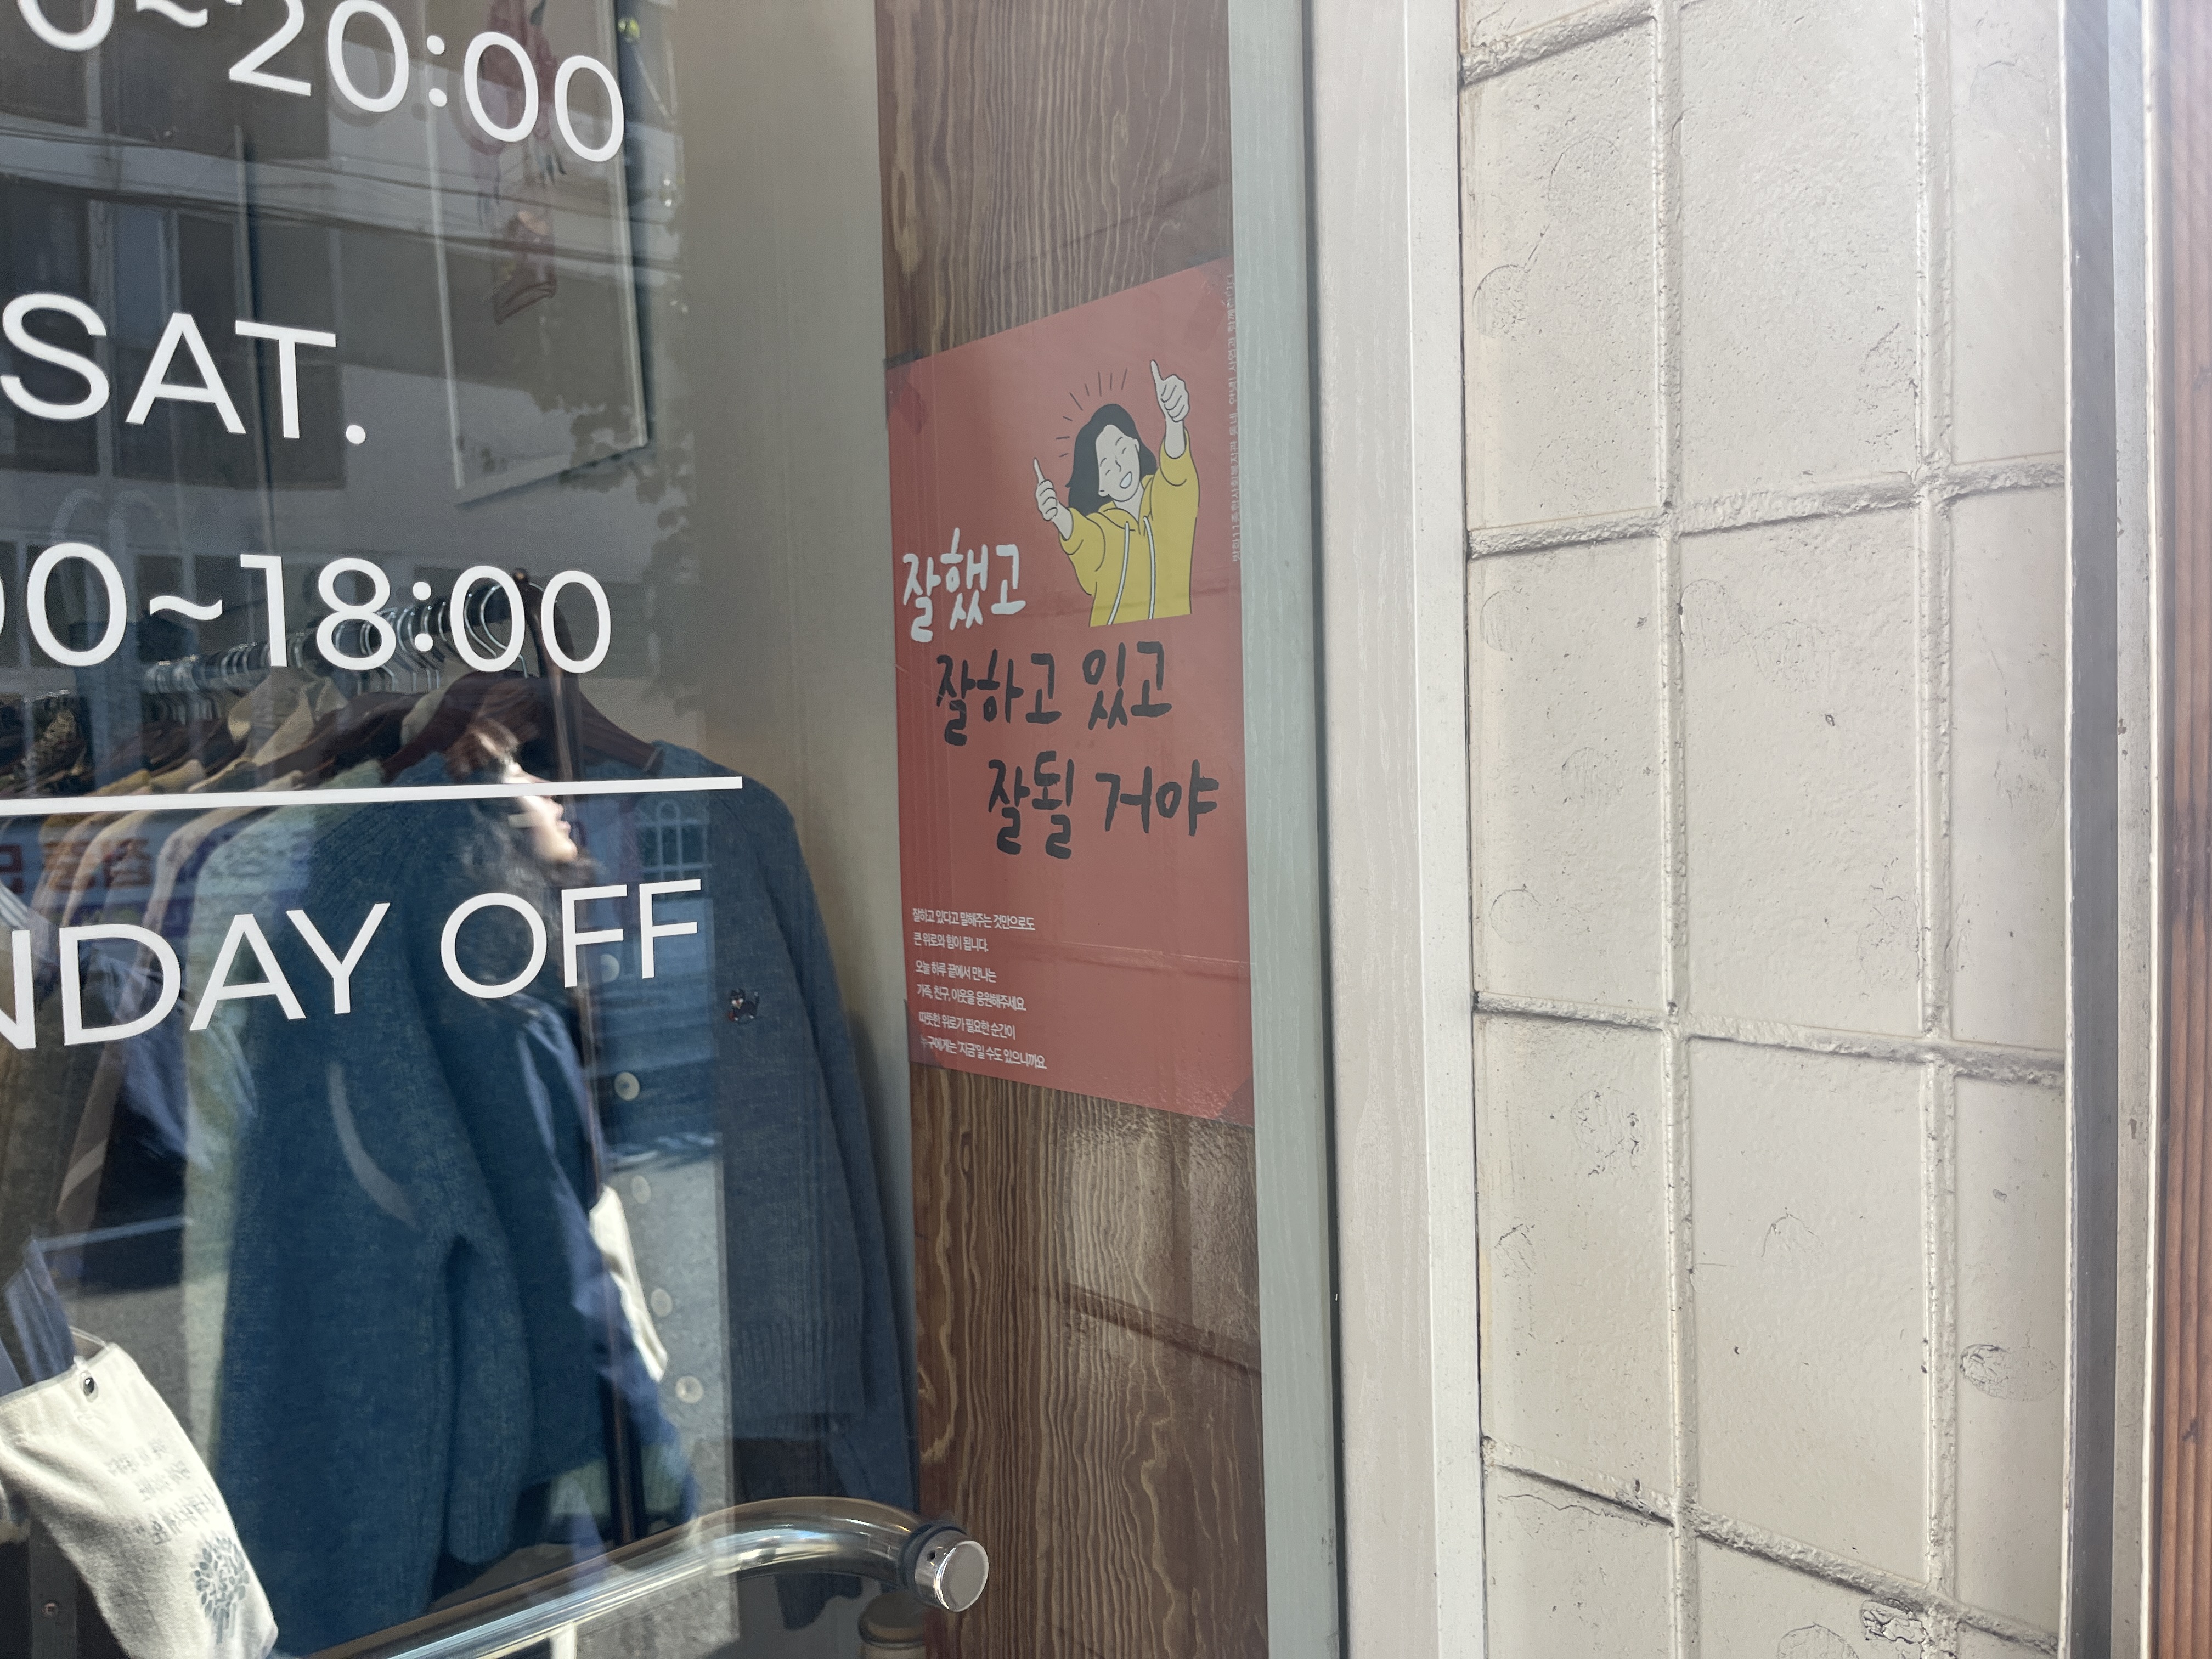 0~20:00
SAT.
00~18:00
NDAY OFF
잘했고
잘하고 있고
잘될 거야
잘하고 있다고 말해주는 것만으로도
큰 위로와 힘이 됩니다.
오늘 하루 끝에서 만나는
가족, 친구, 이웃을 응원해주세요.
따뜻한 위로가 필요한 순간이
누구에게는 '지금'일 수도 있으니까요.